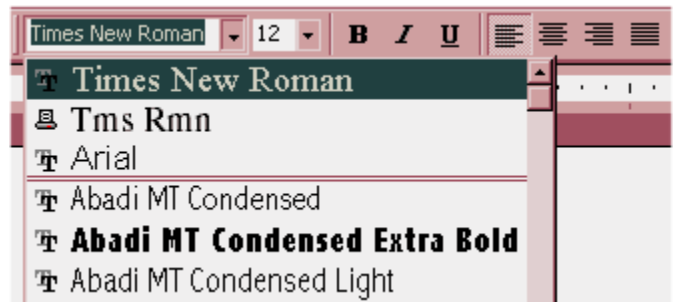 Times New Roman 12 B I U
Times New Roman
Tms Rmn
Arial
Abadi MT Condensed
Abadi MT Condensed Extra Bold
Abadi MT Condensed Light